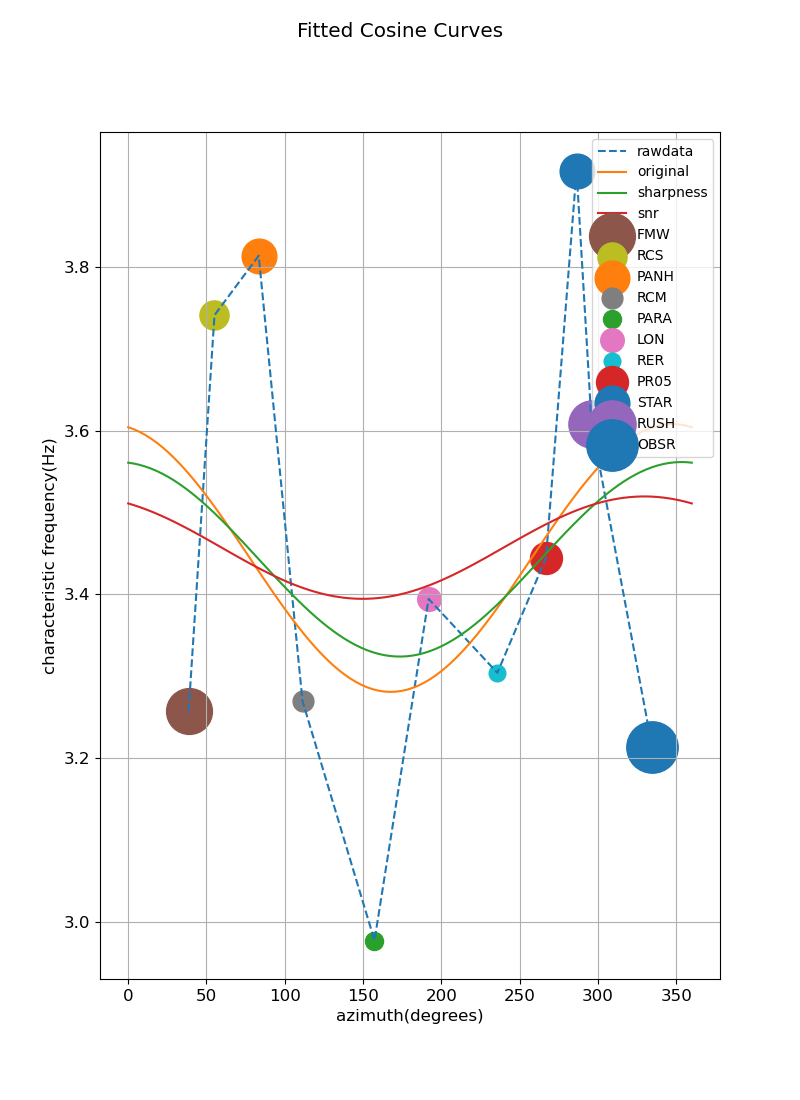 Fitted Cosine Curves
rawdata
original
sharpness
snr
FMW
RCS
PANH
RCM
PARA
LON
RER
PR05
STAR
RUSH
OBSR
characteristic frequency(Hz)
3.8
3.6
3.4
3.2
3.0
0 50 100 150 200 250 300 350
azimuth(degrees)